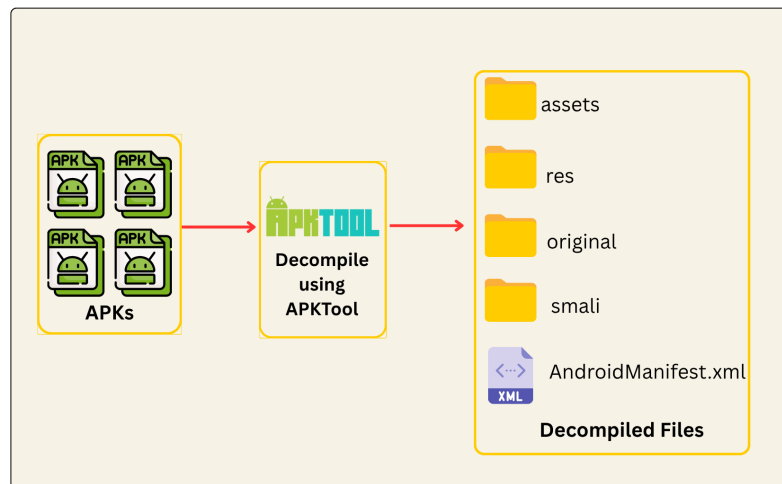 APK
APK
APK
APK
APKs
APKTOOL
Decompile
using
APKTool
assets
res
original
smali
XML
AndroidManifest.xml
Decompiled Files